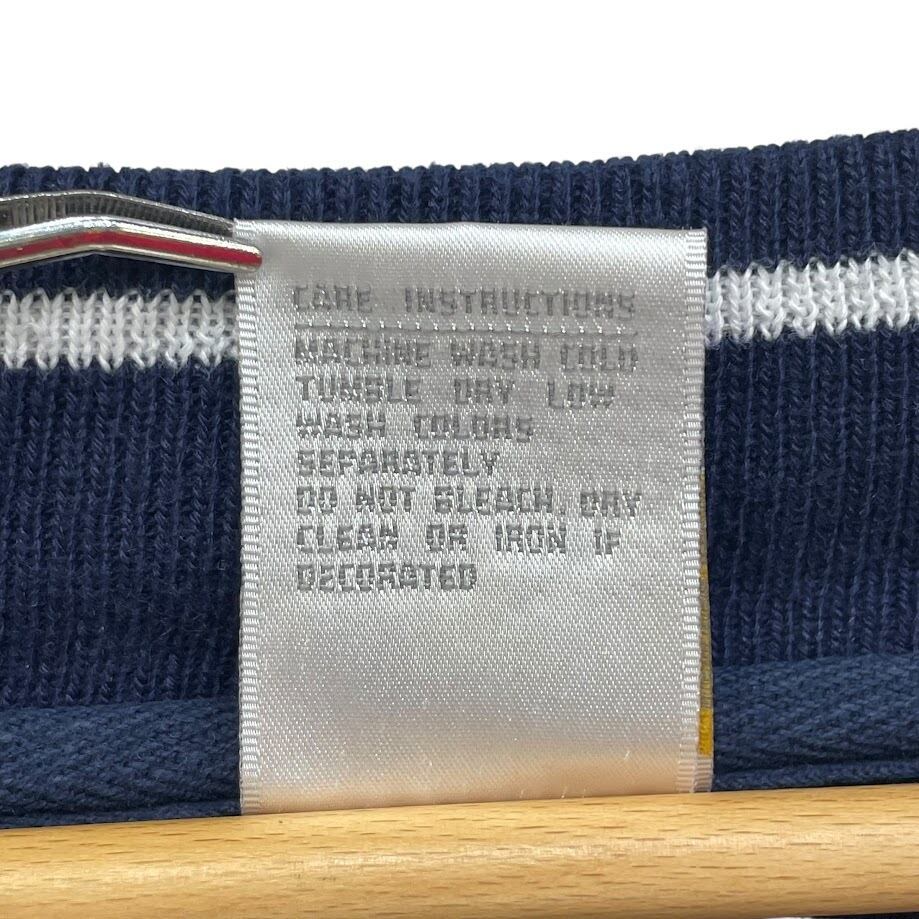 CARE INSTRUCTIONS
MACHINE WASH COLD
TUMBLE DRY LOW
WASH COLORS
SEPARATELY
DO NOT BLEACH, DRY
CLEAN OR IRON IF
DECORATED